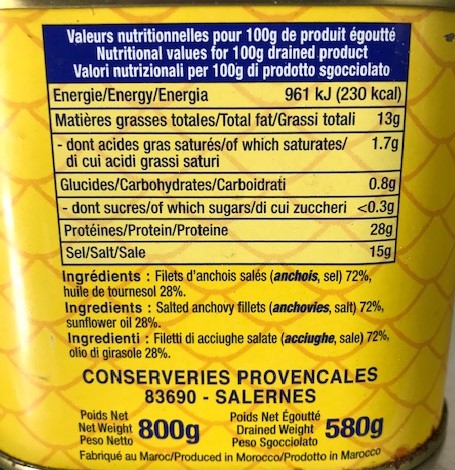 Valeurs nutritionnelles pour 100g de produit égoutté
Nutritional values for 100g drained product
Valori nutrizionali per 100g di prodotto sgocciolato
Energie/Energy/Energia 961 kJ (230 kcal)
Matières grasses totales/Total fat/Grassi totali 13g
- dont acides gras saturés/of which saturates/ 1.7g
di cui acidi grassi saturi
Glucides/Carbohydrates/Carboidrati 0.8g
- dont sucres/of which sugars/di cui zuccheri <0.3g
Protéines/Protein/Proteine 28g
Sel/Salt/Sale 15g
Ingrédients : Filets d'anchois salés (anchois, sel) 72%,
huile de tournesol 28%.
Ingredients : Salted anchovy fillets (anchovies, salt) 72%,
sunflower oil 28%.
Ingredienti : Filetti di acciughe salate (acciughe, sale) 72%,
olio di girasole 28%.
CONSERVERIES PROVENCALES
83690 - SALERNES
Poids Net
Net Weight 800g
Peso Netto
Poids Net Égoutté
Drained Weight 580g
Peso Sgocciolato
Fabriqué au Maroc/Produced in Morocco/Prodotto in Marocco